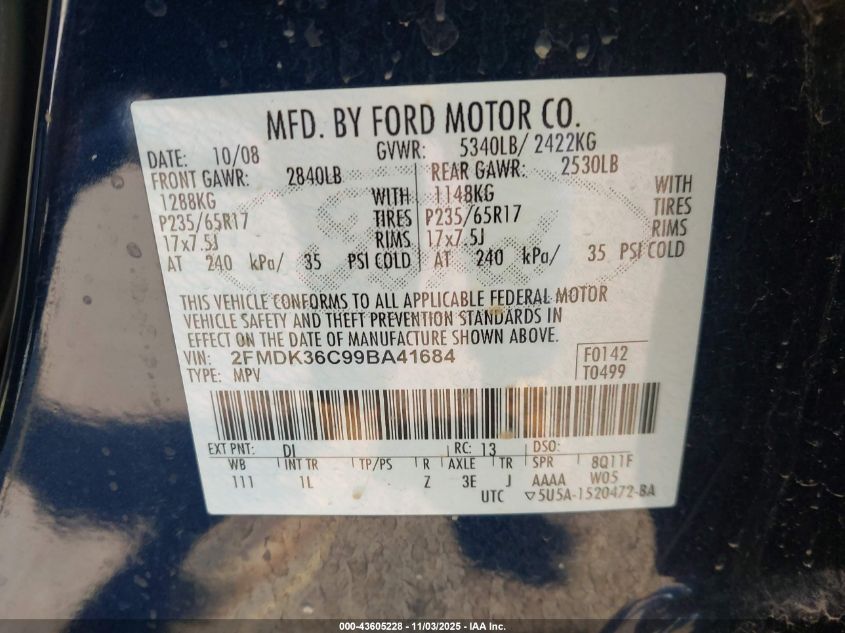 MFD. BY FORD MOTOR CO.
DATE: 10/08 GVWR: 5340LB/ 2422KG
FRONT GAWR: 2840LB REAR GAWR: 2530LB
1288KG WITH 1148KG WITH
P235/65R17 TIRES P235/65R17 TIRES
17x7.5J RIMS 17x7.5J RIMS
AT 240 kPa/ 35 PSI COLD AT 240 kPa/ 35 PSI COLD
THIS VEHICLE CONFORMS TO ALL APPLICABLE FEDERAL MOTOR
VEHICLE SAFETY AND THEFT PREVENTION STANDARDS IN
EFFECT ON THE DATE OF MANUFACTURE SHOWN ABOVE.
VIN: 2FMDK36C99BA41684 F0142
TYPE: MPV T0499
EXT PNT: DI RC: 13 DSO:
WB INT TR TP/PS R AXLE TR SPR 8Q11F
111 1L Z 3E J AAAA W05
UTC ▽5U5A-1520472-BA
000-43605228 - 11/03/2025 - IAA Inc.